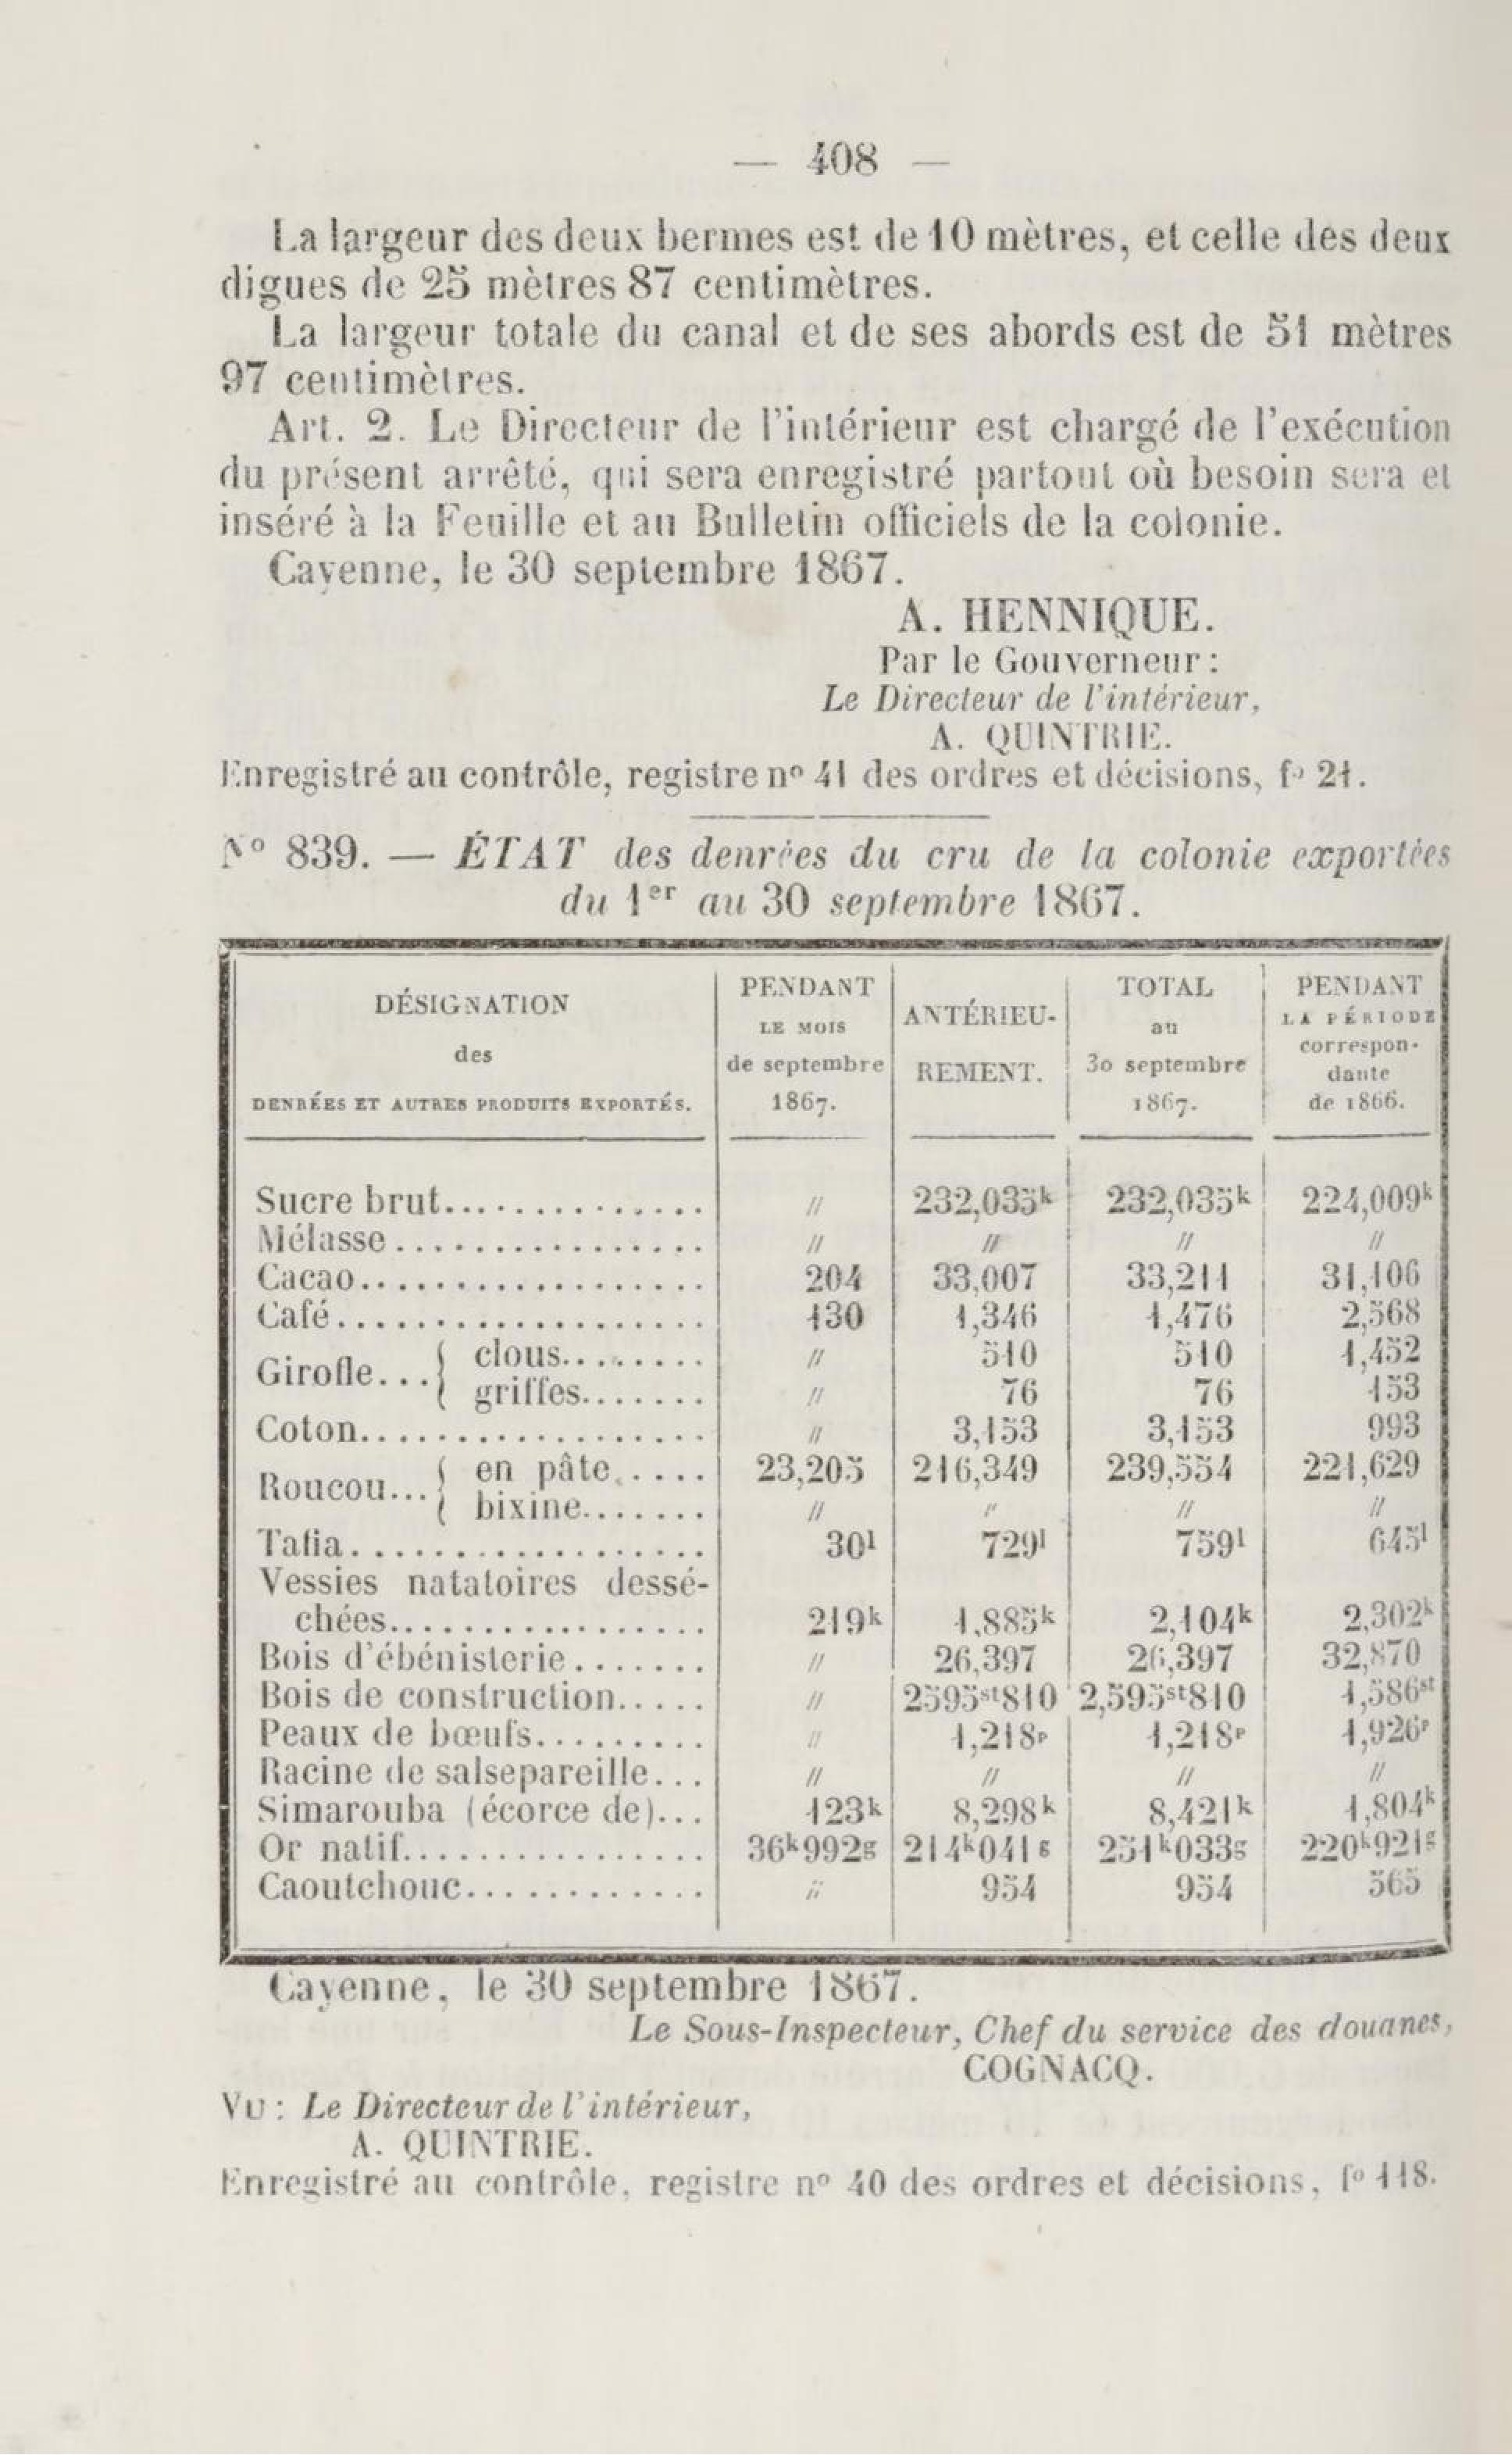 — 408 —
La largeur des deux bermes est de 10 mètres, et celle des deux
digues de 25 mètres 87 centimètres.
La largeur totale du canal et de ses abords est de 51 mètres
97 centimètres.
Art. 2. Le Directeur de l'intérieur est chargé de l'exécution
du présent arrêté, qui sera enregistré partout où besoin sera et
inséré à la Feuille et au Bulletin officiels de la colonie.
Cayenne, le 30 septembre 1867.
A. HENNIQUE.
Par le Gouverneur :
Le Directeur de l'intérieur,
A. QUINTRIE.
Enregistré au contrôle, registre nº 41 des ordres et décisions, fº 21.
Nº 839. — ÉTAT des denrées du cru de la colonie exportées
du 1er au 30 septembre 1867.
DÉSIGNATION
des
DENRÉES ET AUTRES PRODUITS EXPORTÉS.
PENDANT
LE MOIS
de septembre
1867.
ANTÉRIEU-
REMENT.
TOTAL
au
30 septembre
1867.
PENDANT
LA PÉRIODE
correspon-
dante
de 1866.
Sucre brut.............. // 232,035k 232,035k 224,009k
Mélasse................ // // // //
Cacao.................. 204 33,007 33,211 31,106
Café................... 130 1,346 1,476 2,568
Girofle... { clous........ // 510 510 1,452
griffes....... // 76 76 153
Coton.................. // 3,153 3,153 993
Roucou... { en pâte..... 23,205 216,349 239,554 221,629
bixine....... // // // //
Tafia.................. 30l 729l 759l 645l
Vessies natatoires dessé-
chées................. 219k 1,885k 2,104k 2,302k
Bois d'ébénisterie....... // 26,397 26,397 32,870
Bois de construction..... // 2595st810 2,595st810 1,586st
Peaux de bœufs......... // 1,218p 1,218p 1,926p
Racine de salsepareille... // // // //
Simarouba (écorce de)... 123k 8,298k 8,421k 1,804k
Or natif................ 36k992g 214k041g 251k033g 220k921g
Caoutchouc............ // 954 954 565
Cayenne, le 30 septembre 1867.
Le Sous-Inspecteur, Chef du service des douanes,
COGNACQ.
VU : Le Directeur de l'intérieur,
A. QUINTRIE.
Enregistré au contrôle, registre nº 40 des ordres et décisions, fº 118.